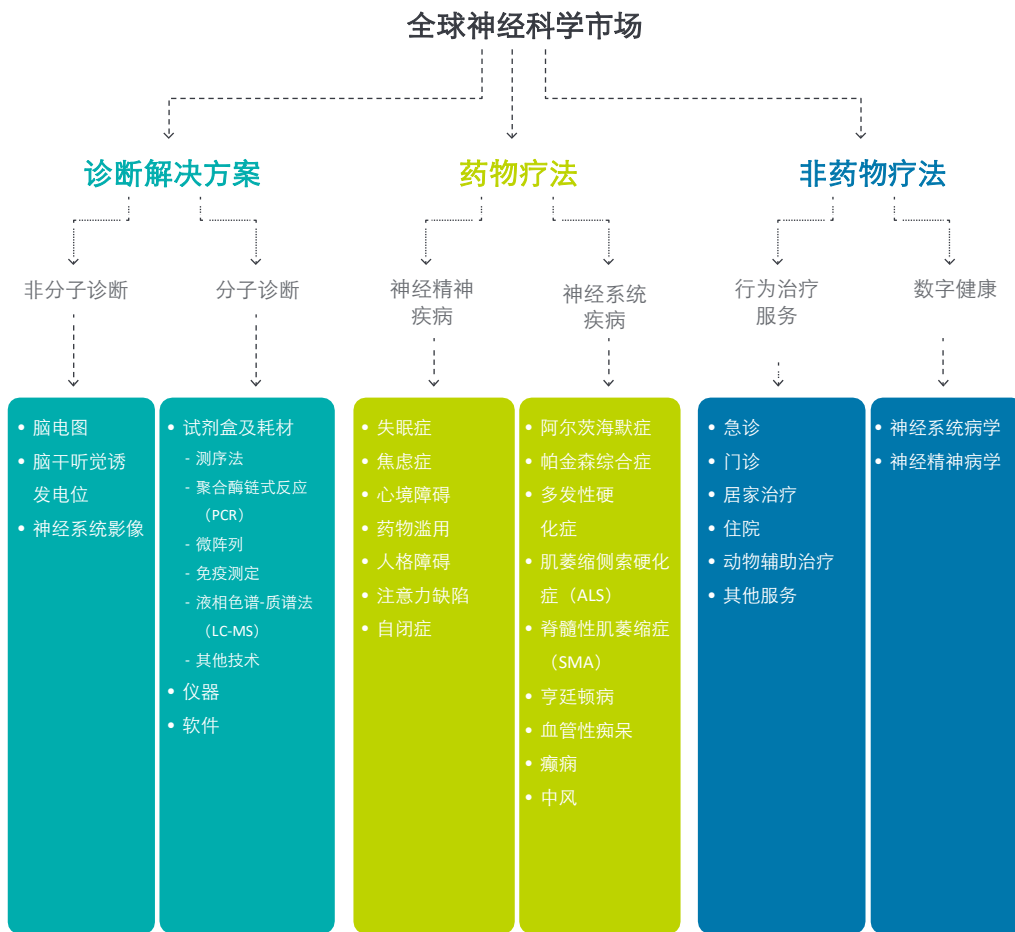 全球神经科学市场
诊断解决方案
药物疗法
非药物疗法
非分子诊断
分子诊断
神经精神
疾病
神经系统
疾病
行为治疗
服务
数字健康
• 脑电图
• 脑干听觉诱
发电位
• 神经系统影像
• 试剂盒及耗材
- 测序法
- 聚合酶链式反应
（PCR）
- 微阵列
- 免疫测定
- 液相色谱-质谱法
（LC-MS）
- 其他技术
• 仪器
• 软件
• 失眠症
• 焦虑症
• 心境障碍
• 药物滥用
• 人格障碍
• 注意力缺陷
• 自闭症
• 阿尔茨海默症
• 帕金森综合症
• 多发性硬
化症
• 肌萎缩侧索硬化
症（ALS）
• 脊髓性肌萎缩症
（SMA）
• 亨廷顿病
• 血管性痴呆
• 癫痫
• 中风
• 急诊
• 门诊
• 居家治疗
• 住院
• 动物辅助治疗
• 其他服务
• 神经系统病学
• 神经精神病学